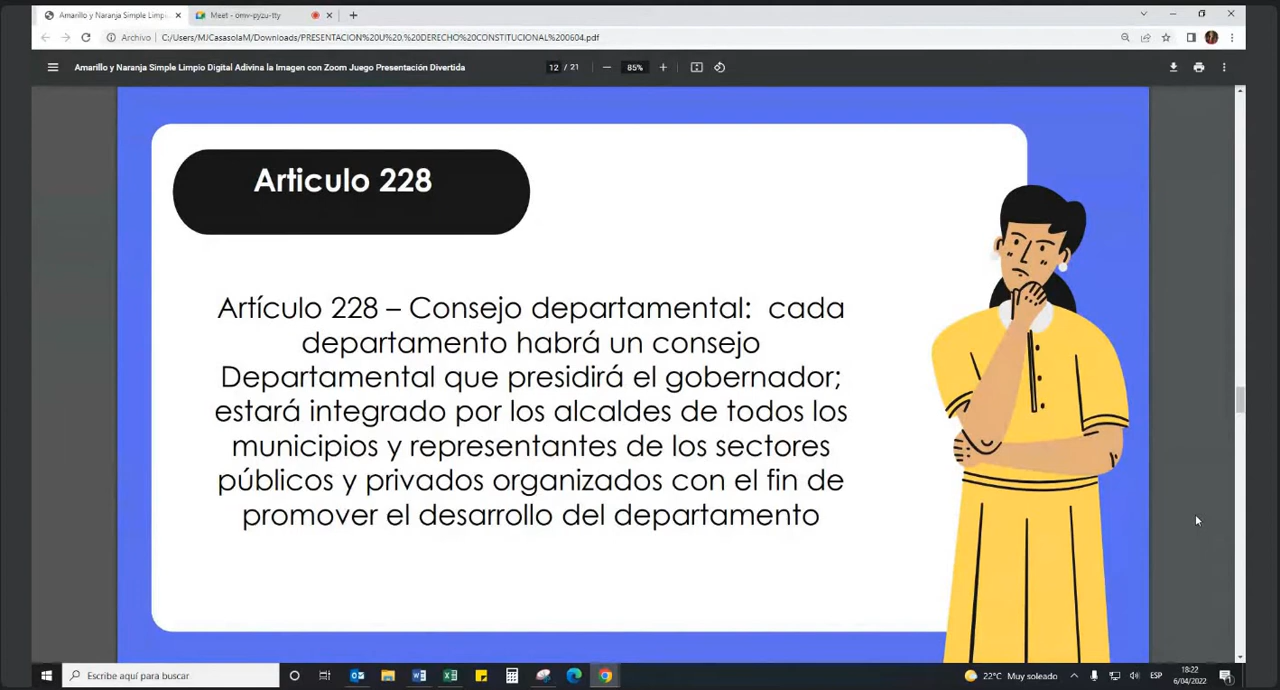 Amarillo y Naranja Simple Limpi
Meet - omv-pyzu-tty
Archivo
C:/Users/MJCasasolaM/Downloads/PRESENTACION%20U%20.%20DERECHO%20CONSTITUCIONAL%200604.pdf
Amarillo y Naranja Simple Limpio Digital Adivina la Imagen con Zoom Juego Presentación Divertida
12 / 21
85%
Articulo 228
Artículo 228 – Consejo departamental: cada
departamento habrá un consejo
Departamental que presidirá el gobernador;
estará integrado por los alcaldes de todos los
municipios y representantes de los sectores
públicos y privados organizados con el fin de
promover el desarrollo del departamento
Escribe aquí para buscar
22°C Muy soleado
ESP
18:22
6/04/2022